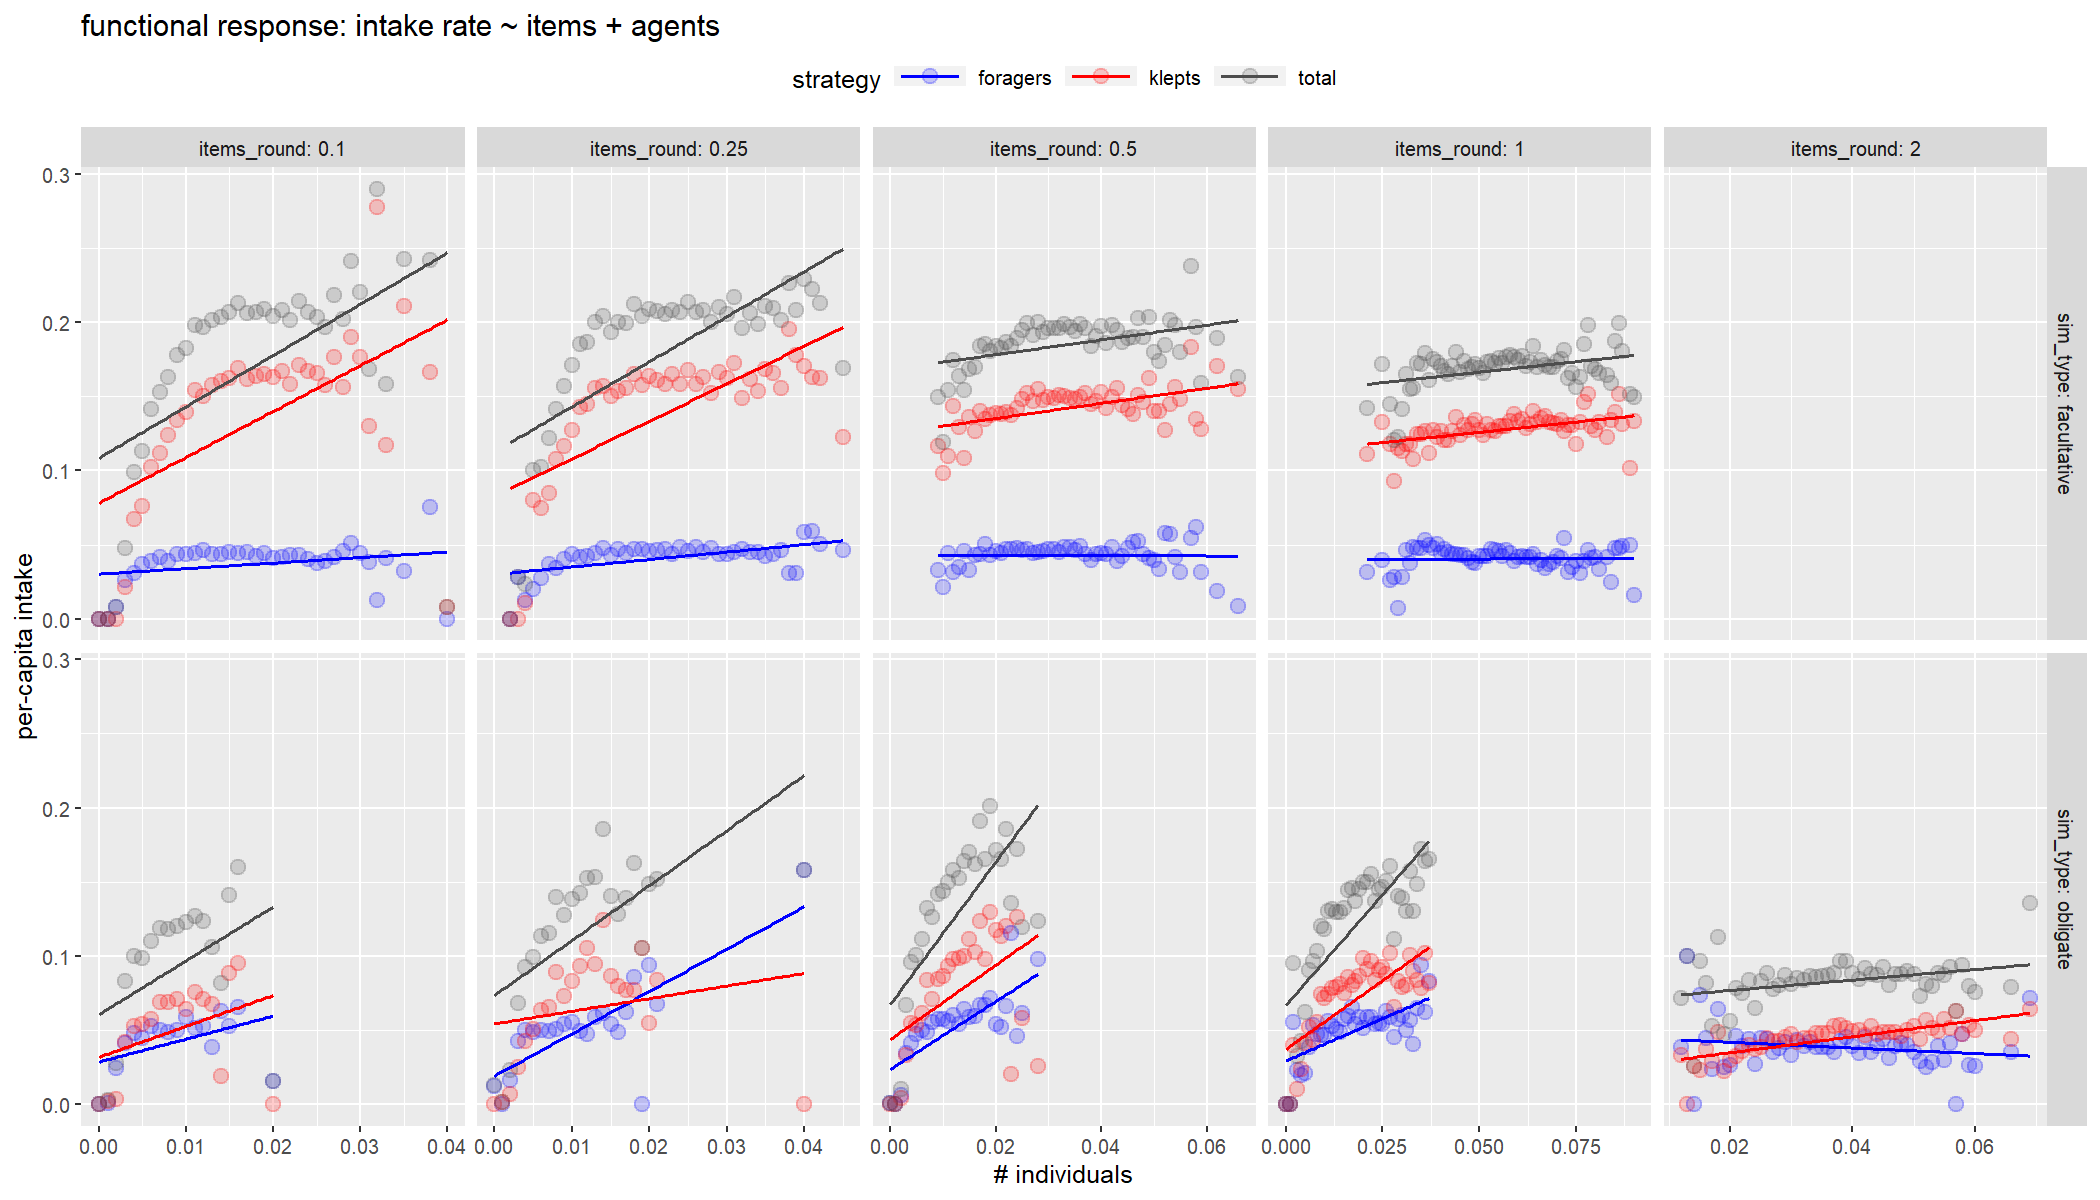 functional response: intake rate ~ items + agents
strategy foragers klepts total
items_round: 0.1 items_round: 0.25 items_round: 0.5 items_round: 1 items_round: 2
0.3
0.2
0.1
0.0
sim_type: facultative
per-capita intake
0.3
0.2
0.1
0.0
sim_type: obligate
0.00 0.01 0.02 0.03 0.04 0.00 0.01 0.02 0.03 0.04 0.00 0.02 0.04 0.06 0.000 0.025 0.050 0.075 0.02 0.04 0.06
# individuals